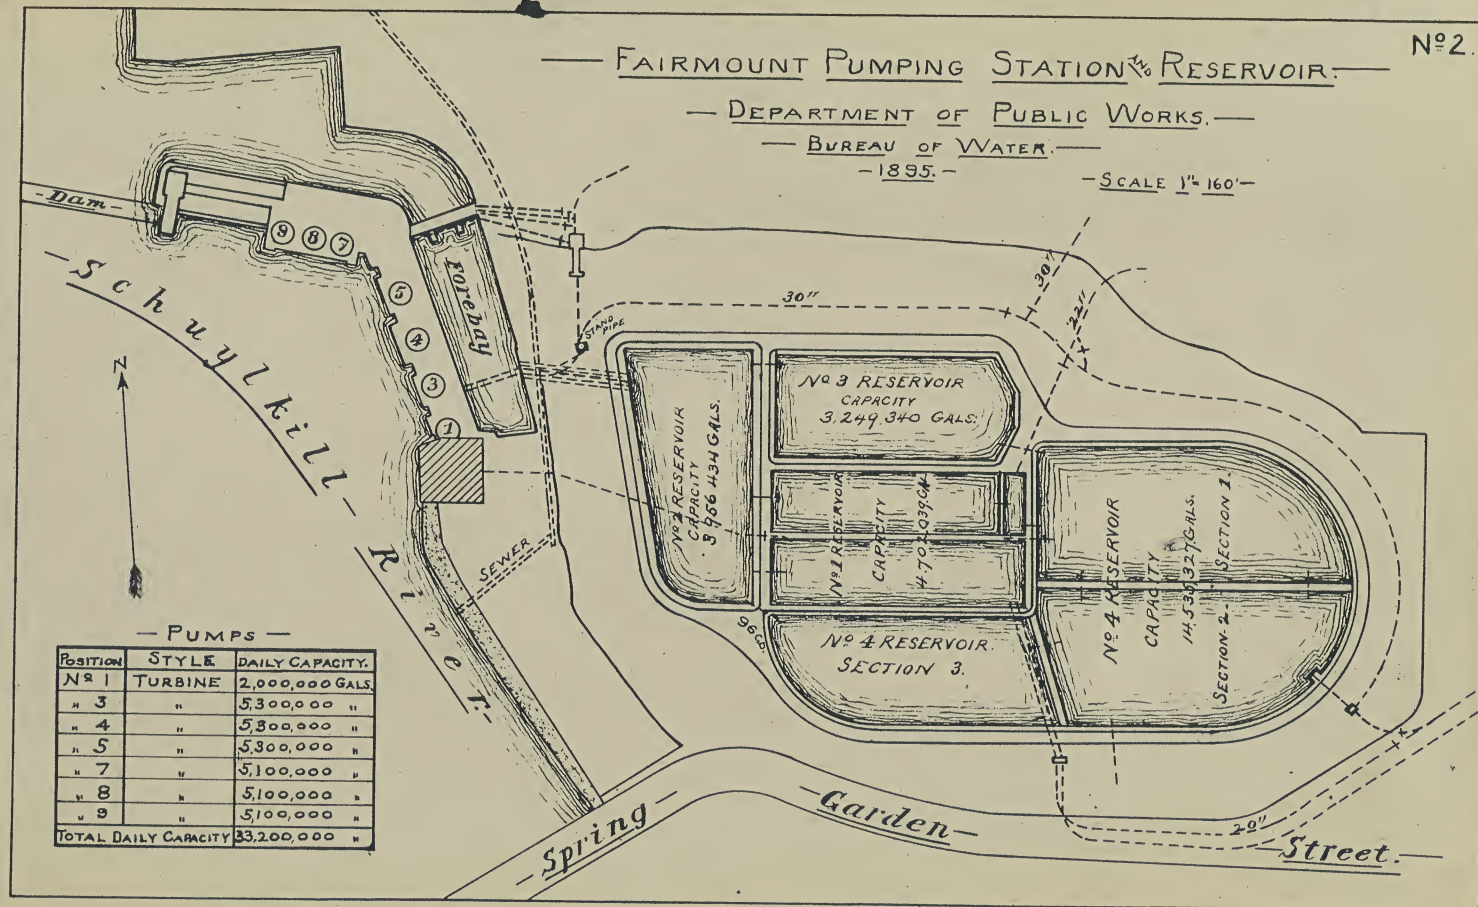 Nº 2.
FAIRMOUNT PUMPING STATION AND RESERVOIR.
DEPARTMENT OF PUBLIC WORKS.
BUREAU OF WATER.
-1895.-
-SCALE 1"=160'-
-Dam-
Schuylkill River.
N
Forebay
9 8 7
5
4
3
1
STAND PIPE
30"
30"
22"
SEWER
96 CD.
Nº 2 RESERVOIR
CAPACITY
3,966,434 GALS.
Nº 3 RESERVOIR
CAPACITY
3,249,340 GALS.
Nº 1 RESERVOIR
CAPACITY
4,702,039 GA.
Nº 4 RESERVOIR
CAPACITY
GALS.
SECTION-2- SECTION 1.
Nº 4 RESERVOIR.
SECTION 3.
20"
-Spring- -Garden- -Street.-
-PUMPS-
POSITION STYLE DAILY CAPACITY.
Nº 1 TURBINE 2,000,000 GALS.
" 3 " 5,300,000 "
" 4 " 5,300,000 "
" 5 " 5,300,000 "
" 7 " 5,100,000 "
" 8 " 5,100,000 "
" 9 " 5,100,000 "
TOTAL DAILY CAPACITY 33,200,000 "